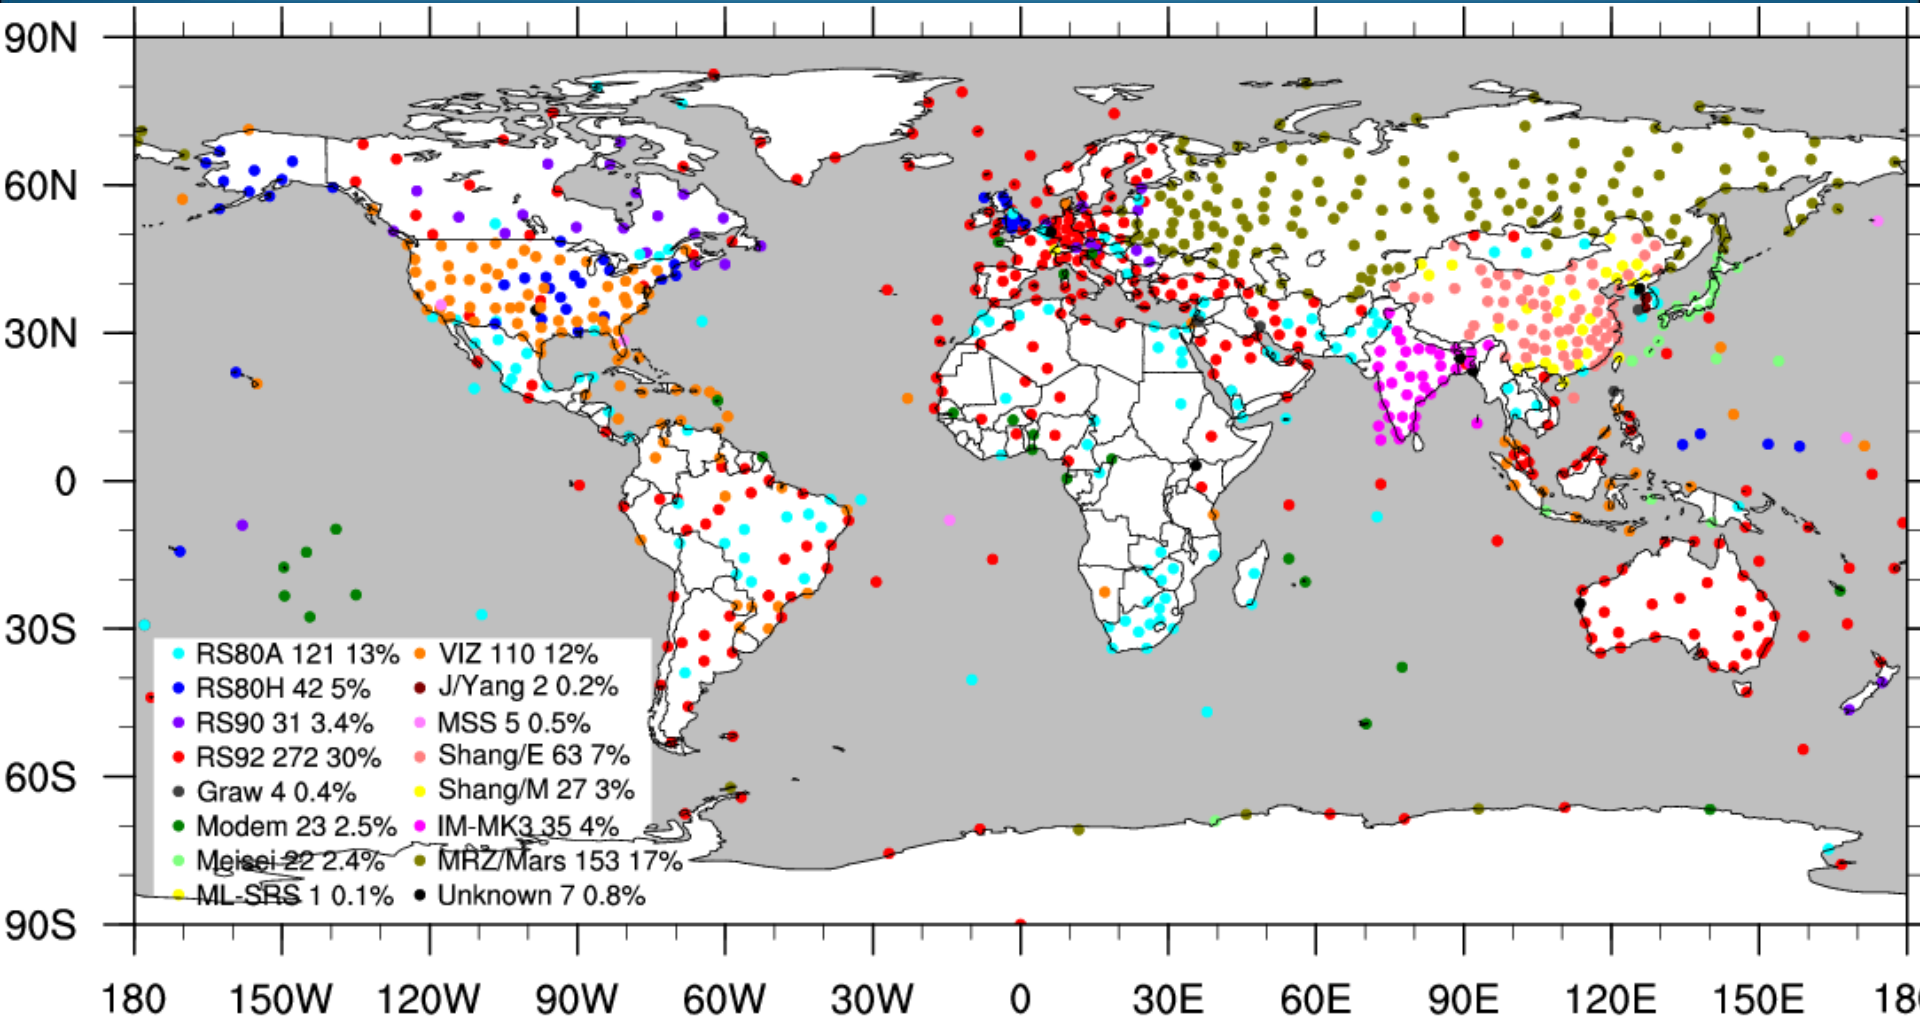 90N
60N
30N
0
30S
60S
90S
RS80A 121 13%
RS80H 42 5%
RS90 31 3.4%
RS92 272 30%
Graw 4 0.4%
Modem 23 2.5%
Meisei 22 2.4%
ML-SRS 1 0.1%
VIZ 110 12%
J/Yang 2 0.2%
MSS 5 0.5%
Shang/E 63 7%
Shang/M 27 3%
IM-MK3 35 4%
MRZ/Mars 153 17%
Unknown 7 0.8%
180 150W 120W 90W 60W 30W 0 30E 60E 90E 120E 150E 180